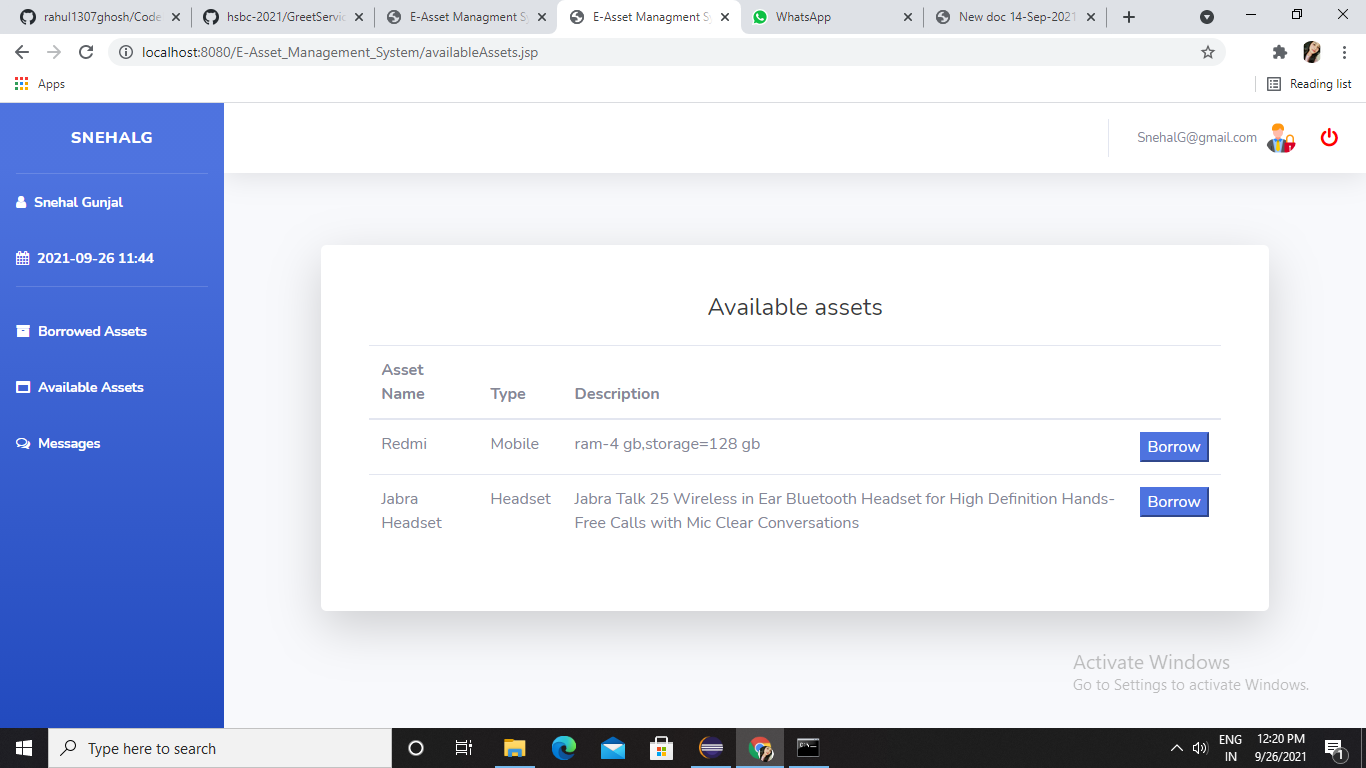 rahul1307ghosh/Code
hsbc-2021/GreetServic
E-Asset Managment Sy
E-Asset Managment Sy
WhatsApp
New doc 14-Sep-2021
localhost:8080/E-Asset_Management_System/availableAssets.jsp
Apps
Reading list
SNEHALG
SnehalG@gmail.com
Snehal Gunjal
2021-09-26 11:44
Borrowed Assets
Available Assets
Messages
Available assets
Asset
Name Type Description
Redmi Mobile ram-4 gb,storage=128 gb Borrow
Jabra Headset Jabra Talk 25 Wireless in Ear Bluetooth Headset for High Definition Hands- Borrow
Headset Free Calls with Mic Clear Conversations
Activate Windows
Go to Settings to activate Windows.
Type here to search
ENG
IN
12:20 PM
9/26/2021
1